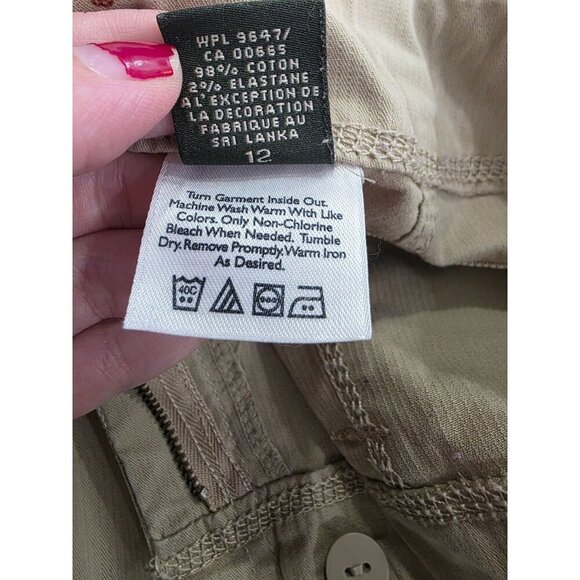 WPL 9647/
CA 00665
98% COTON
2% ELASTANE
A L'EXCEPTION DE
LA DECORATION
FABRIQUE AU
SRI LANKA
12
Turn Garment Inside Out.
Machine Wash Warm With Like
Colors. Only Non-Chlorine
Bleach When Needed. Tumble
Dry. Remove Promptly. Warm Iron
As Desired.
40C